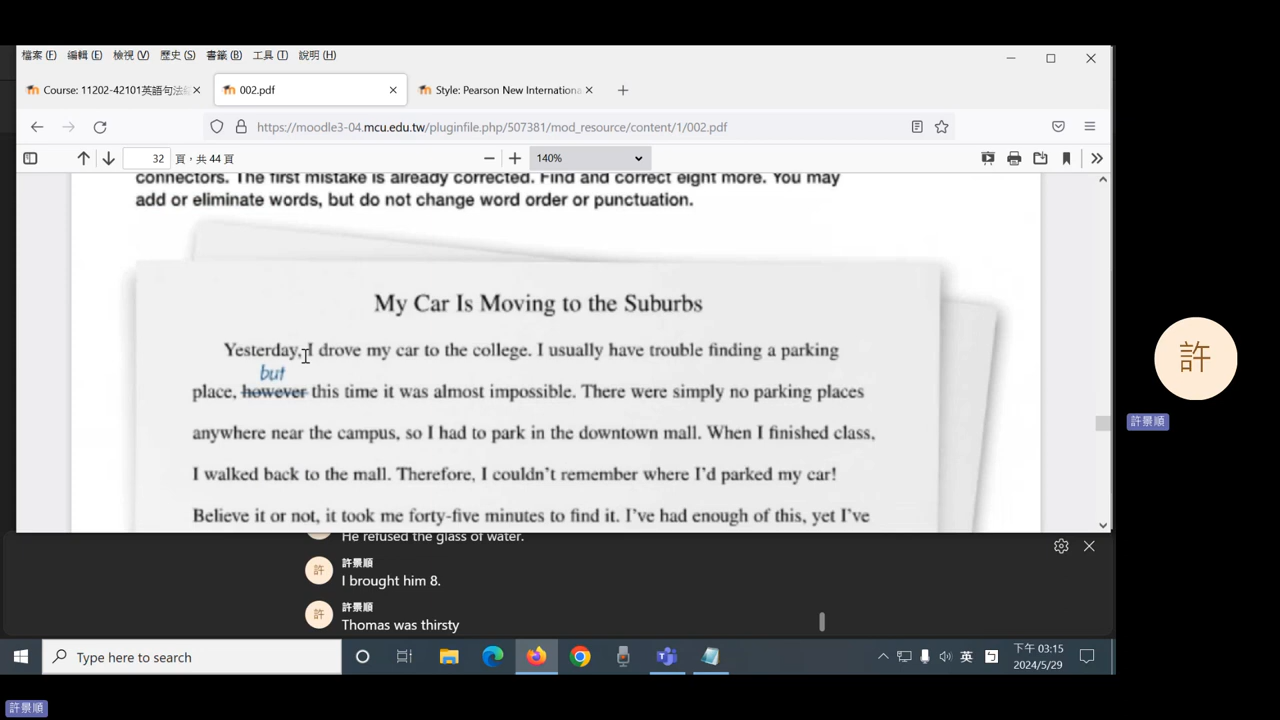 檔案 (F) 編輯 (E) 檢視 (V) 歷史 (S) 書籤 (B) 工具 (T) 說明 (H)
Course: 11202-42101英語句法
002.pdf
Style: Pearson New Internationa
https://moodle3-04.mcu.edu.tw/pluginfile.php/507381/mod_resource/content/1/002.pdf
32 頁，共 44 頁
140%
connectors. The first mistake is already corrected. Find and correct eight more. You may
add or eliminate words, but do not change word order or punctuation.
My Car Is Moving to the Suburbs
Yesterday, I drove my car to the college. I usually have trouble finding a parking
but
place, however this time it was almost impossible. There were simply no parking places
anywhere near the campus, so I had to park in the downtown mall. When I finished class,
I walked back to the mall. Therefore, I couldn't remember where I'd parked my car!
Believe it or not, it took me forty-five minutes to find it. I've had enough of this, yet I've
He refused the glass of water.
許 許景順
I brought him 8.
許 許景順
Thomas was thirsty
許
許景順
Type here to search
英
下午 03:15
2024/5/29
許景順